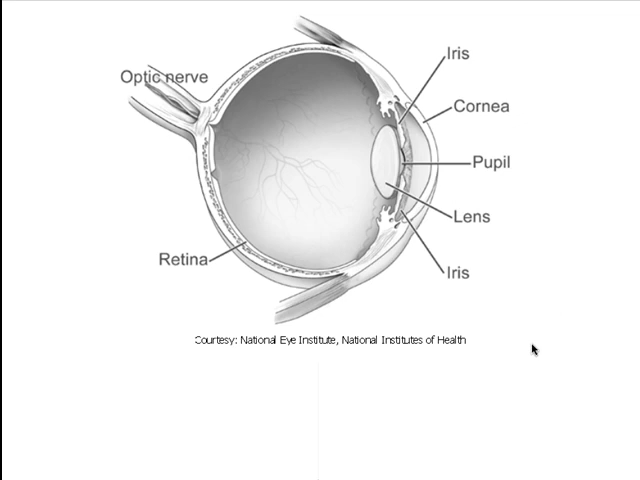 Iris
Optic nerve
Cornea
Pupil
Lens
Retina
Iris
Courtesy: National Eye Institute, National Institutes of Health